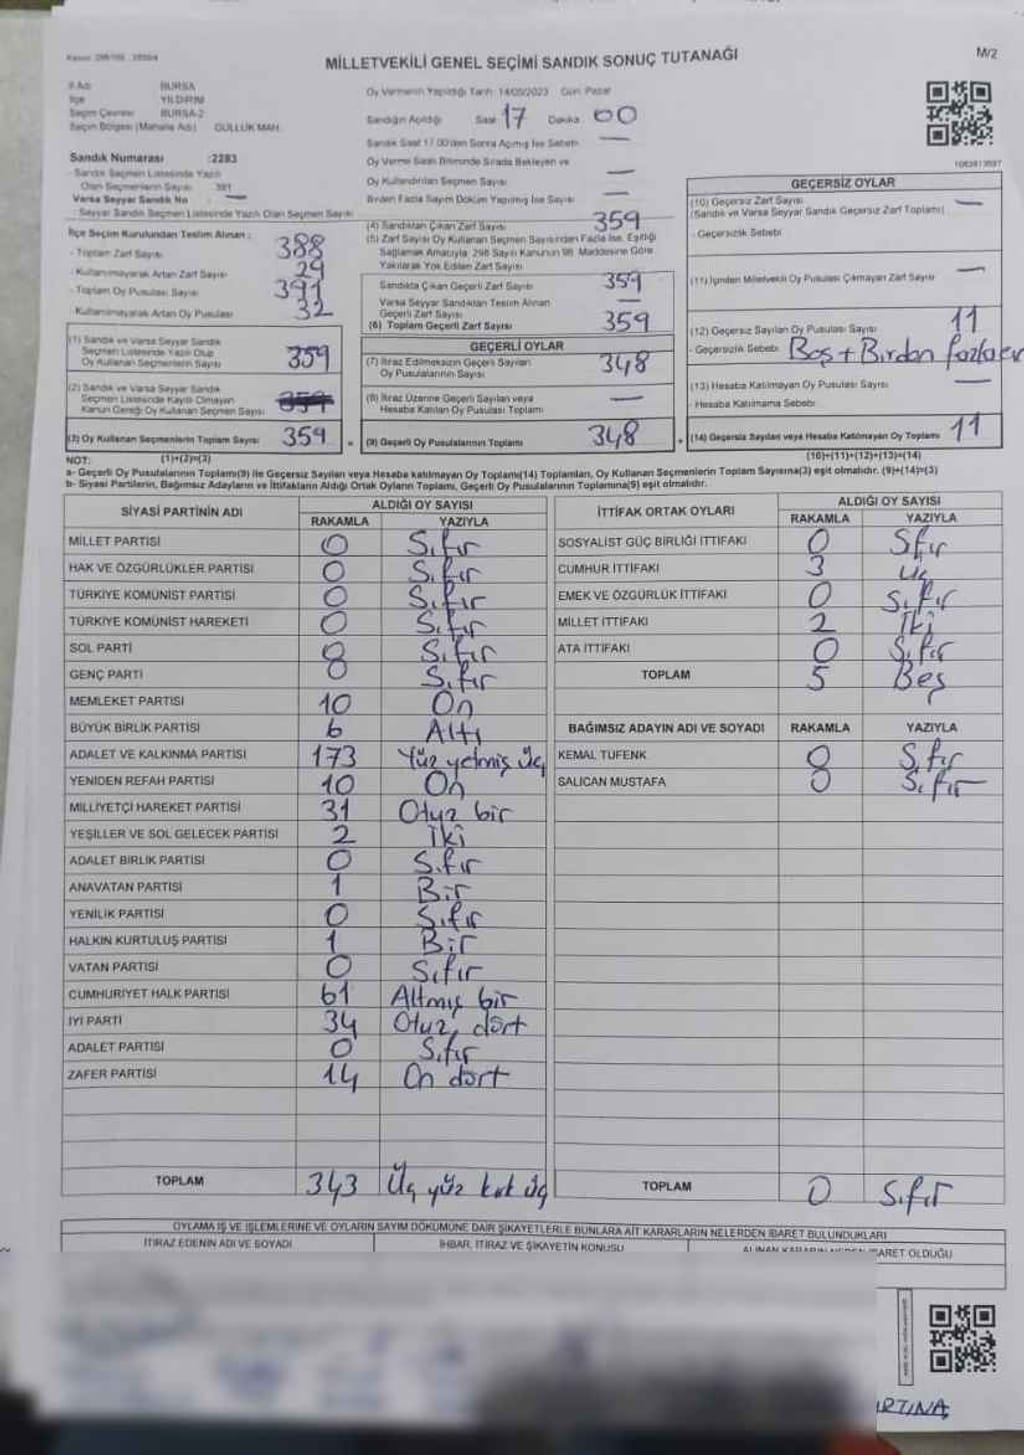 MİLLETVEKİLİ GENEL SEÇİMİ SANDIK SONUÇ TUTANAĞI
M/2
İl Adı BURSA
İlçe YILDIRIM
Seçim Çevresi BURSA-2
Seçim Bölgesi (Mahalle Adı) GÜLLÜK MAH.
Oy Vermenin Yapıldığı Tarih 14/05/2023 Gün Pazar
Sandığın Açıldığı Saat 17 Dakika 00
Sandık Saat 17.00'den Sonra Açılmış İse Sebebi —
Oy Verme Süresi Bitiminde Sırada Bekleyen ve
Oy Kullandırılan Seçmen Sayısı —
Birden Fazla Sayım Döküm Yapılmış İse Sayısı —
Sandık Numarası :2283
- Sandık Seçmen Listesinde Yazılı
Olan Seçmenlerin Sayısı 381
Varsa Seyyar Sandık No —
- Seyyar Sandık Seçmen Listesinde Yazılı Olan Seçmen Sayısı
İlçe Seçim Kurulundan Teslim Alınan :
- Toplam Zarf Sayısı 388
- Kullanılmayarak Artan Zarf Sayısı 29
- Toplam Oy Pusulası Sayısı 391
- Kullanılmayarak Artan Oy Pusulası 32
(1) Sandık ve Varsa Seyyar Sandık
Seçmen Listesinde Yazılı Olup
Oy Kullanan Seçmenlerin Sayısı 359
(2) Sandık ve Varsa Seyyar Sandık
Seçmen Listesinde Kayıtlı Olmayan
Kanun Gereği Oy Kullanan Seçmen Sayısı
(3) Oy Kullanan Seçmenlerin Toplam Sayısı 359
(1)+(2)=(3)
(4) Sandıktan Çıkan Zarf Sayısı 359
(5) Zarf Sayısı Oy Kullanan Seçmen Sayısından Fazla İse, Eşitliği
Sağlamak Amacıyla 298 Sayılı Kanunun 98. Maddesine Göre
Yakılarak Yok Edilen Zarf Sayısı
Sandıkta Çıkan Geçerli Zarf Sayısı 359
Varsa Seyyar Sandıktan Teslim Alınan
Geçerli Zarf Sayısı —
(6) Toplam Geçerli Zarf Sayısı 359
GEÇERLİ OYLAR
(7) İtiraz Edilmeksizin Geçerli Sayılan
Oy Pusulalarının Sayısı 348
(8) İtiraz Üzerine Geçerli Sayılan veya
Hesaba Katılan Oy Pusulası Toplamı —
(9) Geçerli Oy Pusulalarının Toplamı 348
GEÇERSİZ OYLAR
(10) Geçersiz Zarf Sayısı —
(Sandık ve Varsa Seyyar Sandık Geçersiz Zarf Toplamı)
- Geçersizlik Sebebi
(11) İçinden Milletvekili Oy Pusulası Çıkmayan Zarf Sayısı —
(12) Geçersiz Sayılan Oy Pusulası Sayısı 11
- Geçersizlik Sebebi Boş + Birden fazla
(13) Hesaba Katılmayan Oy Pusulası Sayısı —
- Hesaba Katılmama Sebebi
(14) Geçersiz Sayılan veya Hesaba Katılmayan Oy Toplamı 11
(10)+(11)+(12)+(13)=(14)
NOT:
a- Geçerli Oy Pusulalarının Toplamı(9) ile Geçersiz Sayılan veya Hesaba katılmayan Oy Toplamı(14) Toplamları, Oy Kullanan Seçmenlerin Toplam Sayısına(3) eşit olmalıdır. (9)+(14)=(3)
b- Siyasi Partilerin, Bağımsız Adayların ve İttifakların Aldığı Ortak Oyların Toplamı, Geçerli Oy Pusulalarının Toplamına(9) eşit olmalıdır.
SİYASİ PARTİNİN ADI ALDIĞI OY SAYISI
RAKAMLA YAZIYLA
MİLLET PARTİSİ 0 Sıfır
HAK VE ÖZGÜRLÜKLER PARTİSİ 0 Sıfır
TÜRKİYE KOMÜNİST PARTİSİ 0 Sıfır
TÜRKİYE KOMÜNİST HAREKETİ 0 Sıfır
SOL PARTİ 0 Sıfır
GENÇ PARTİ 0 Sıfır
MEMLEKET PARTİSİ 10 On
BÜYÜK BİRLİK PARTİSİ 6 Altı
ADALET VE KALKINMA PARTİSİ 173 Yüz yetmiş üç
YENİDEN REFAH PARTİSİ 10 On
MİLLİYETÇİ HAREKET PARTİSİ 31 Otuz bir
YEŞİLLER VE SOL GELECEK PARTİSİ 2 İki
ADALET BİRLİK PARTİSİ 0 Sıfır
ANAVATAN PARTİSİ 1 Bir
YENİLİK PARTİSİ 0 Sıfır
HALKIN KURTULUŞ PARTİSİ 1 Bir
VATAN PARTİSİ 0 Sıfır
CUMHURİYET HALK PARTİSİ 61 Altmış bir
İYİ PARTİ 34 Otuz dört
ADALET PARTİSİ 0 Sıfır
ZAFER PARTİSİ 14 On dört
TOPLAM 343 Üç yüz kırk üç
İTTİFAK ORTAK OYLARI ALDIĞI OY SAYISI
RAKAMLA YAZIYLA
SOSYALİST GÜÇ BİRLİĞİ İTTİFAKI 0 Sıfır
CUMHUR İTTİFAKI 3 üç
EMEK VE ÖZGÜRLÜK İTTİFAKI 0 Sıfır
MİLLET İTTİFAKI 2 İki
ATA İTTİFAKI 0 Sıfır
TOPLAM 5 Beş
BAĞIMSIZ ADAYIN ADI VE SOYADI RAKAMLA YAZIYLA
KEMAL TÜFENK 0 Sıfır
SALİCAN MUSTAFA 0 Sıfır
TOPLAM 0 Sıfır
OYLAMA İŞ VE İŞLEMLERİNE VE OYLARIN SAYIM DÖKÜMÜNE DAİR ŞİKAYETLERLE BUNLARA AİT KARARLARIN NELERDEN İBARET BULUNDUKLARI
İTİRAZ EDENİN ADI VE SOYADI
İHBAR, İTİRAZ VE ŞİKAYETİN KONUSU
ALINAN KARARIN NEDEN İBARET OLDUĞU